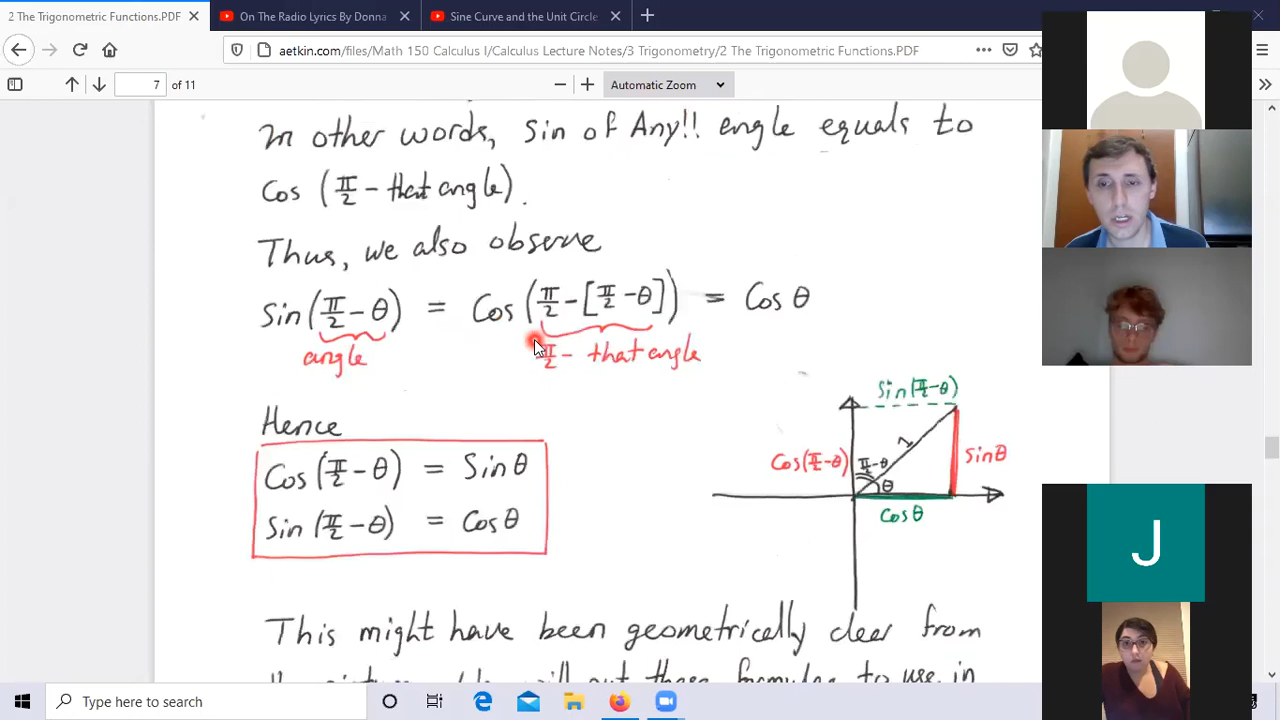 2 The Trigonometric Functions.
On The Radio Lyrics By Donna
Sine Curve and the Unit Circle
aetkin.com/files/Math 150 Calculus I/Calculus Lecture Notes/3 Trigonometry/2 The Trigonometric Functions.PDF
7 of 11
Automatic Zoom
In other words, Sin of Any!! angle equals to
Cos (π/2 - that angle).
Thus, we also observe
Sin(π/2 - θ) = Cos(π/2 - [π/2 - θ]) = Cos θ
angle π/2 - that angle
Sin(π/2 - θ)
Hence
Cos(π/2 - θ) = Sin θ
Sin(π/2 - θ) = Cos θ
Cos(π/2 - θ) π/2 - θ 1 θ Sin θ
Cos θ
This might have been geometrically clear from
J
Type here to search